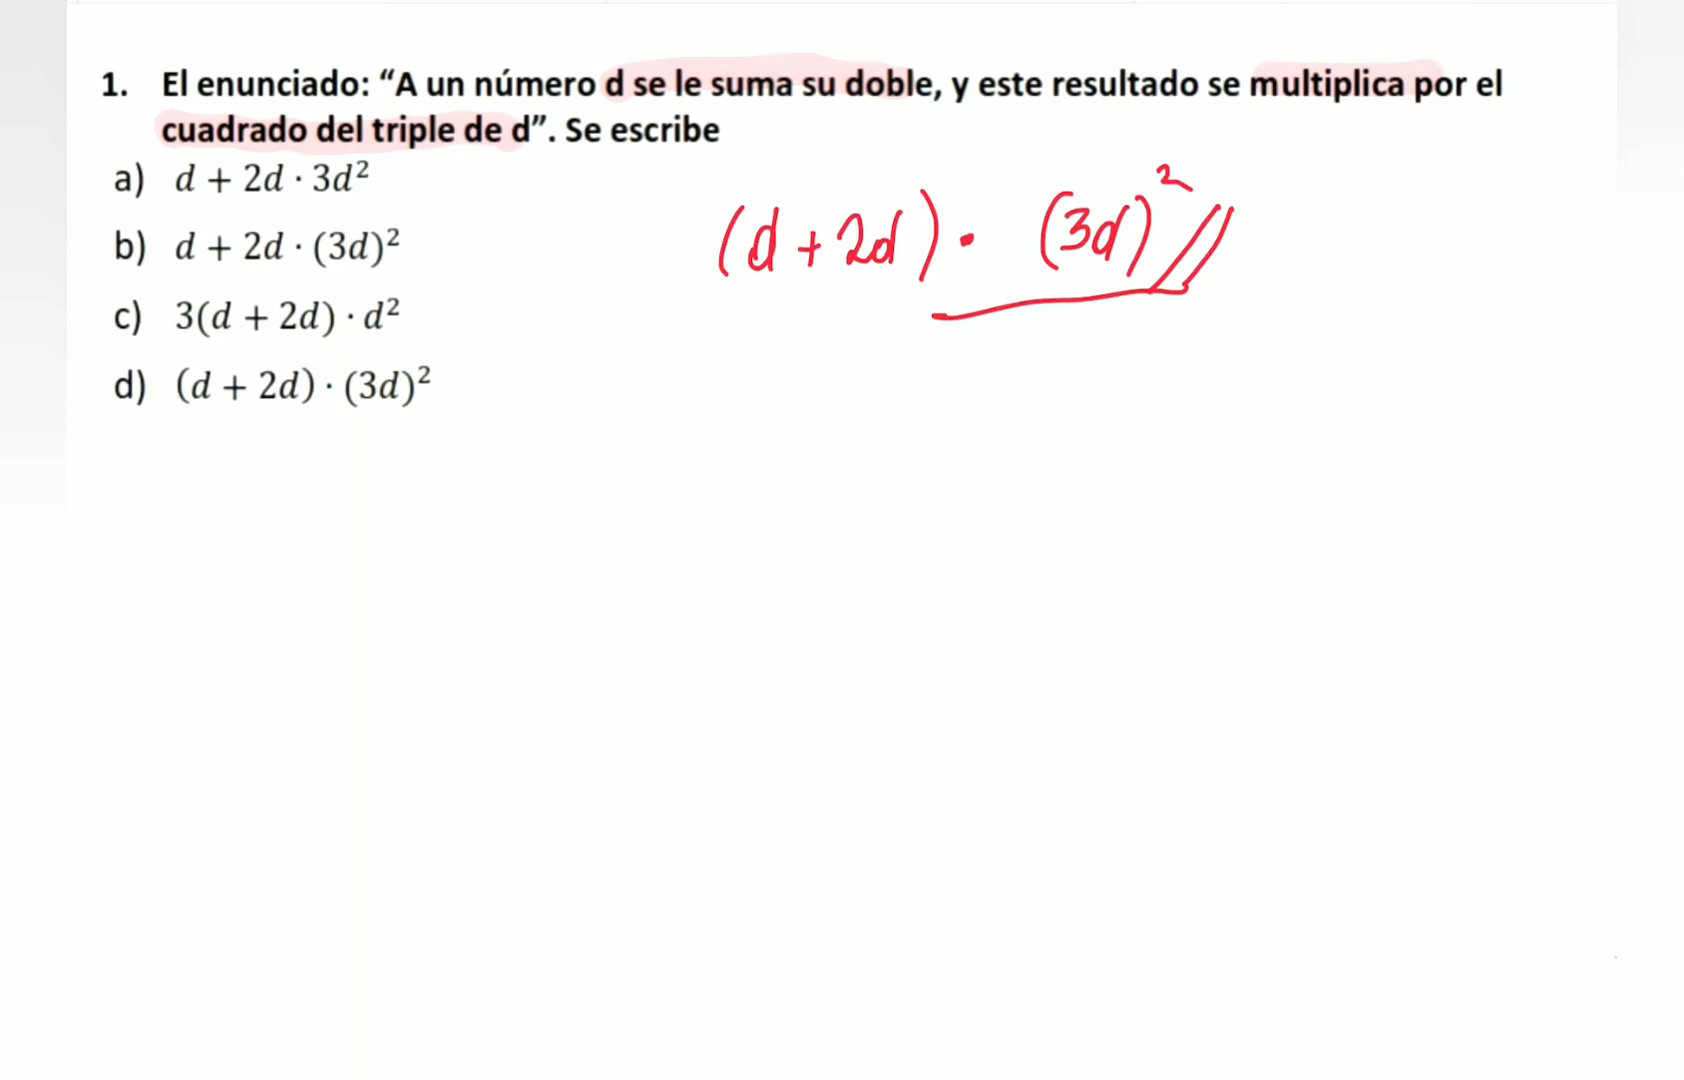 1. El enunciado: “A un número d se le suma su doble, y este resultado se multiplica por el
cuadrado del triple de d”. Se escribe
a) d + 2d · 3d²
b) d + 2d · (3d)²
c) 3(d + 2d) · d²
d) (d + 2d) · (3d)²
(d + 2d) · (3d)²